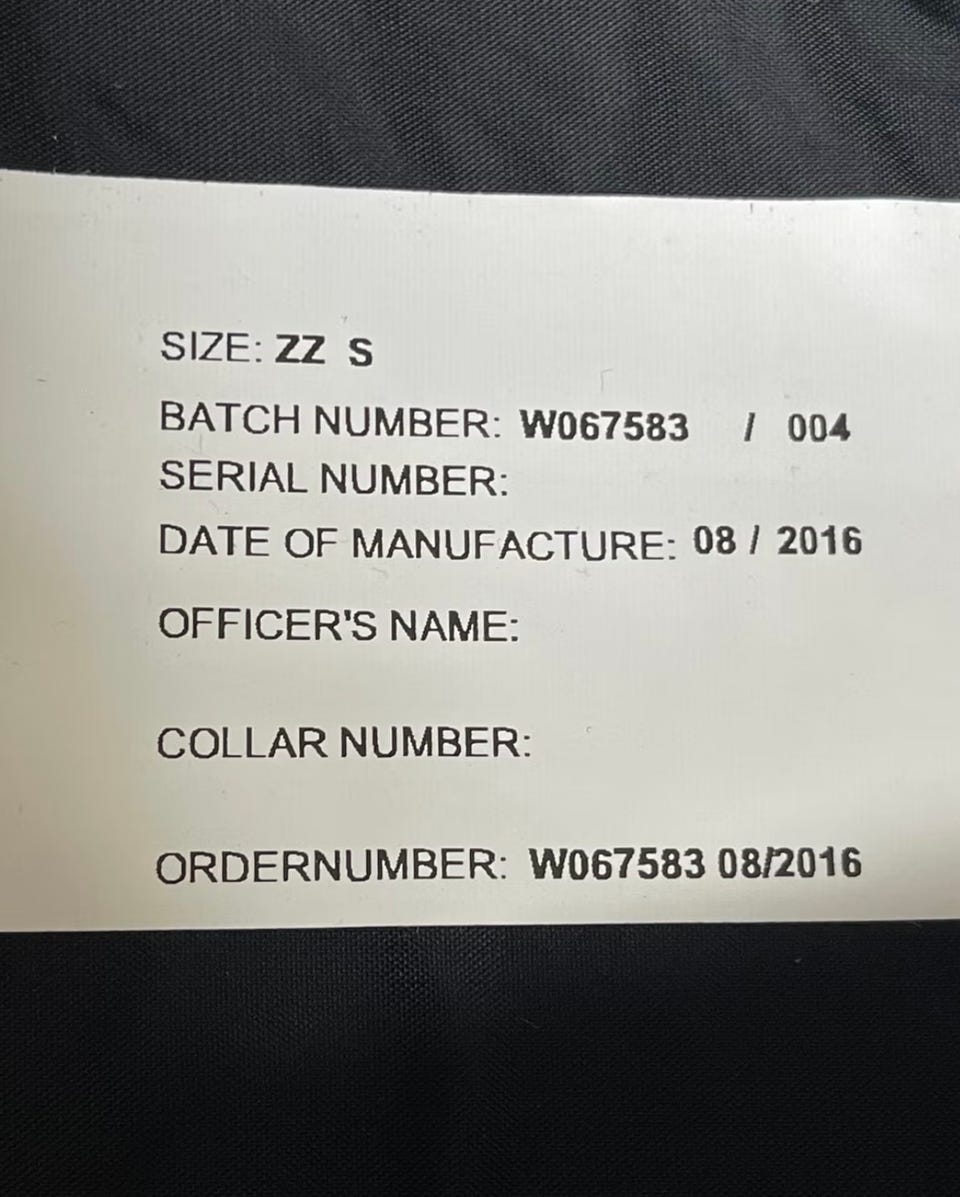 SIZE: ZZ S
BATCH NUMBER: W067583 / 004
SERIAL NUMBER:
DATE OF MANUFACTURE: 08 / 2016
OFFICER'S NAME:
COLLAR NUMBER:
ORDERNUMBER: W067583 08/2016